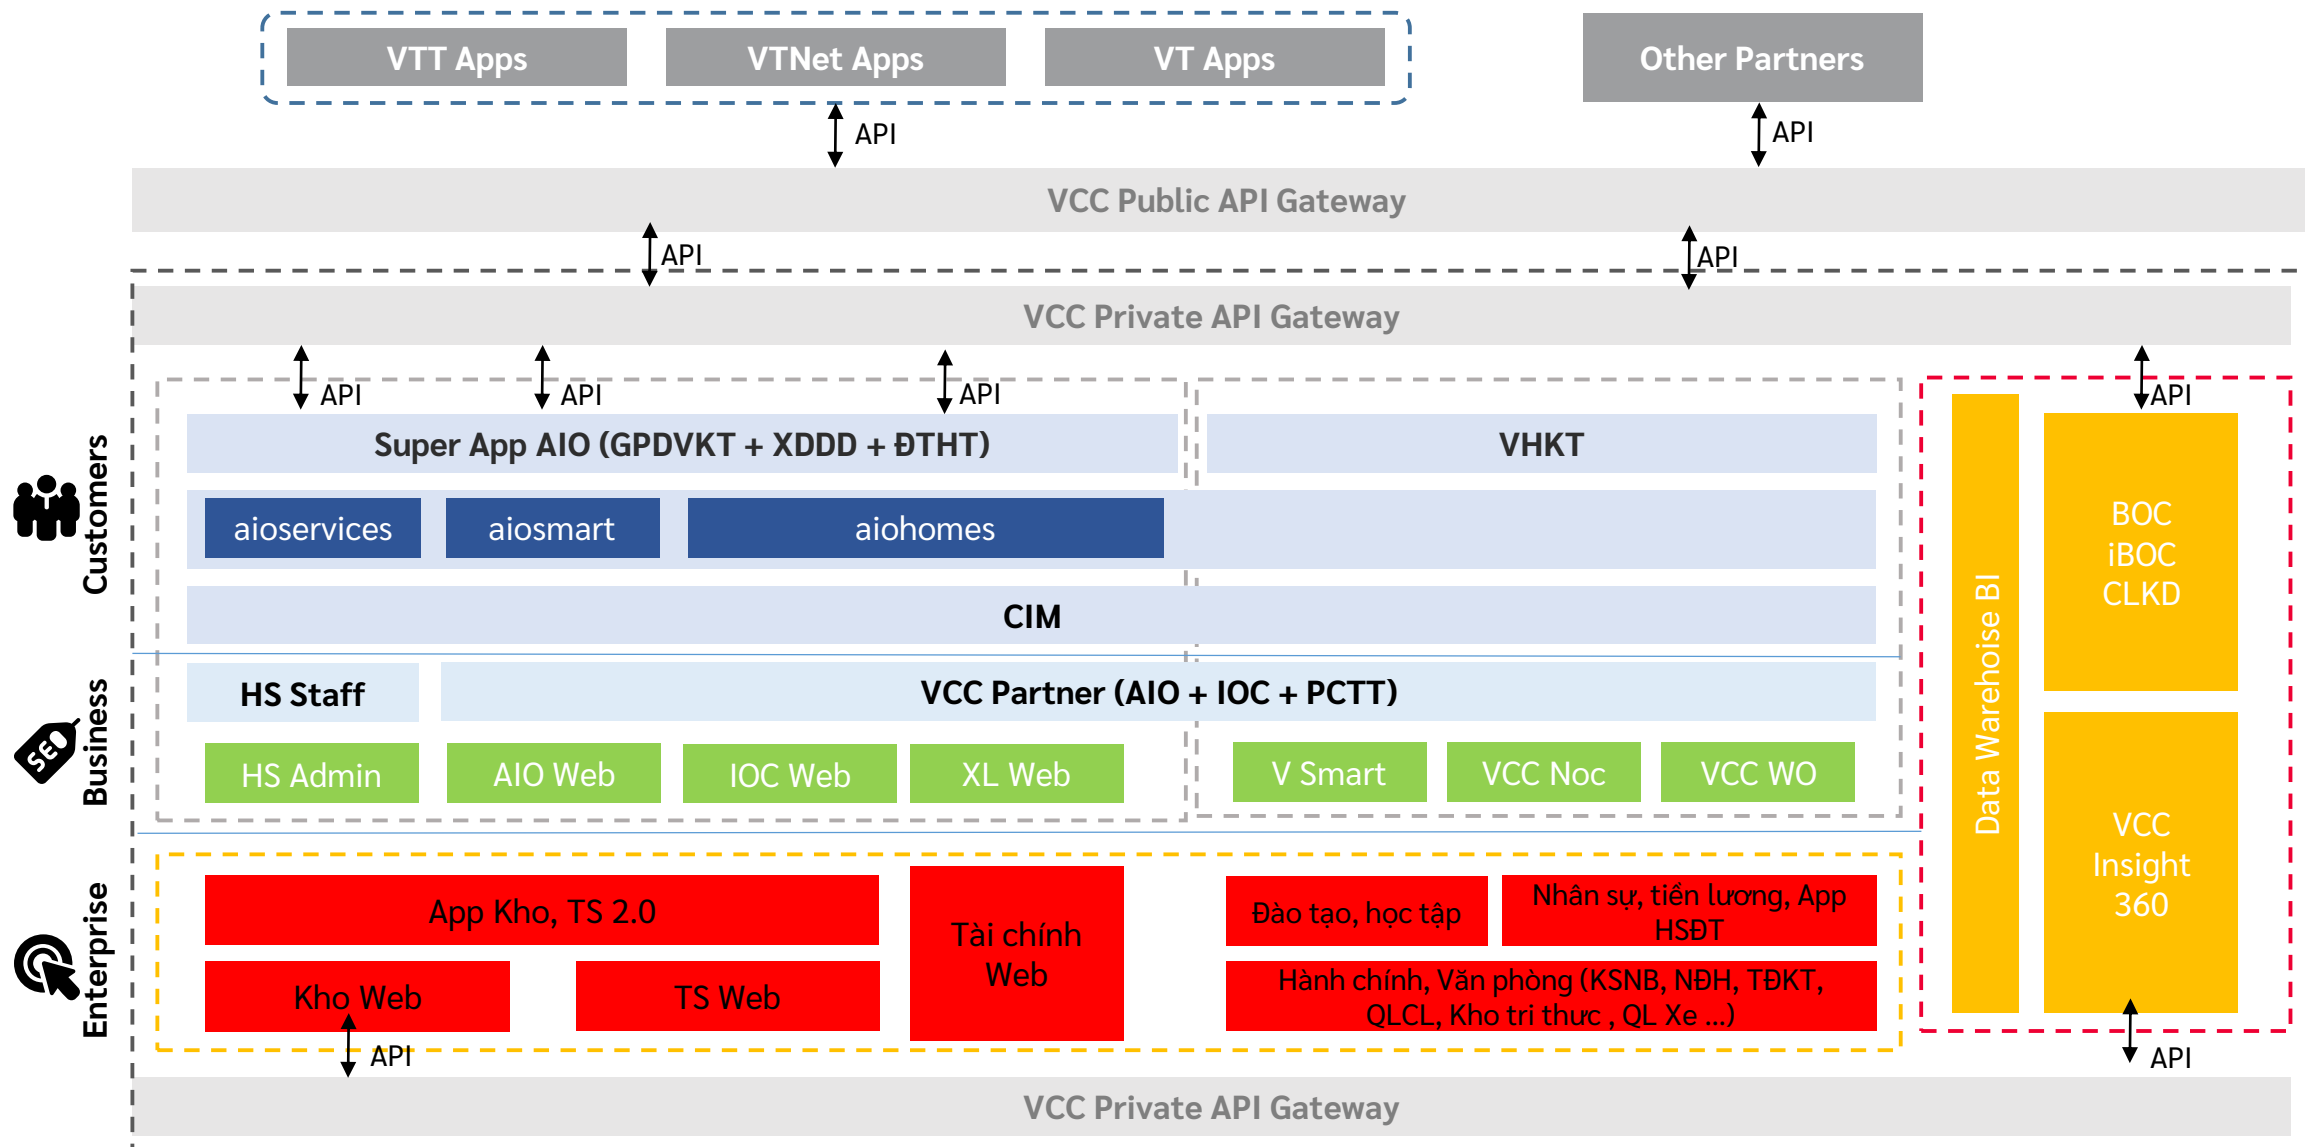 VTT Apps
VTNet Apps
VT Apps
Other Partners
API
API
VCC Public API Gateway
API
API
VCC Private API Gateway
API
API
API
API
Customers
Super App AIO (GPDVKT + XDDD + ĐTHT)
VHKT
aioservices
aiosmart
aiohomes
CIM
Business
SEO
HS Staff
VCC Partner (AIO + IOC + PCTT)
HS Admin
AIO Web
IOC Web
XL Web
V Smart
VCC Noc
VCC WO
Data Warehoise BI
BOC
iBOC
CLKD
VCC
Insight
360
Enterprise
App Kho, TS 2.0
Kho Web
TS Web
Tài chính
Web
Đào tạo, học tập
Nhân sự, tiền lương, App
HSĐT
Hành chính, Văn phòng (KSNB, NĐH, TĐKT,
QLCL, Kho tri thức , QL Xe ...)
API
API
VCC Private API Gateway